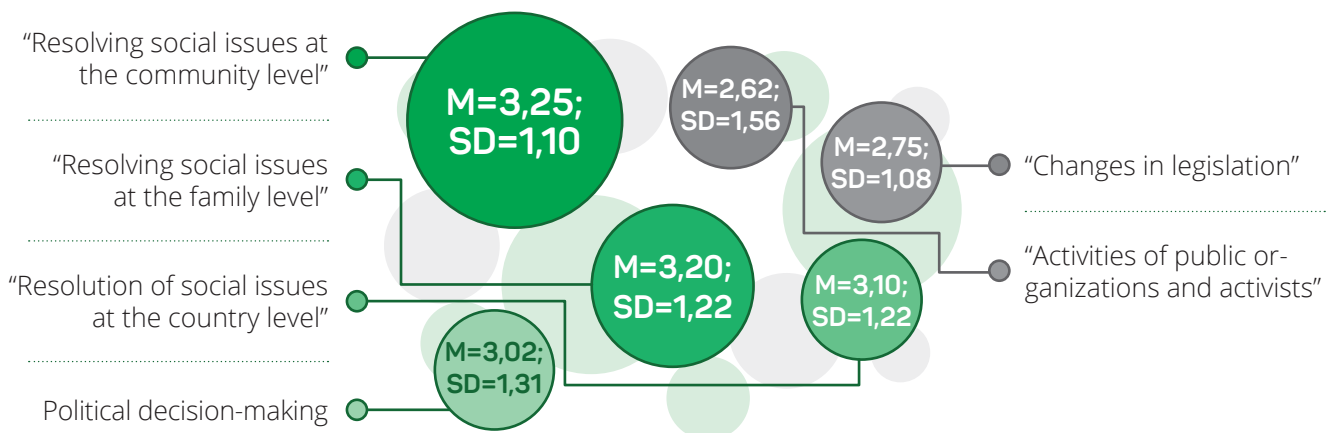 “Resolving social issues at
the community level”
“Resolving social issues
at the family level”
“Resolution of social issues
at the country level”
Political decision-making
M=3,25;
SD=1,10
M=3,20;
SD=1,22
M=3,02;
SD=1,31
M=2,62;
SD=1,56
M=2,75;
SD=1,08
M=3,10;
SD=1,22
“Changes in legislation”
“Activities of public or-
ganizations and activists”